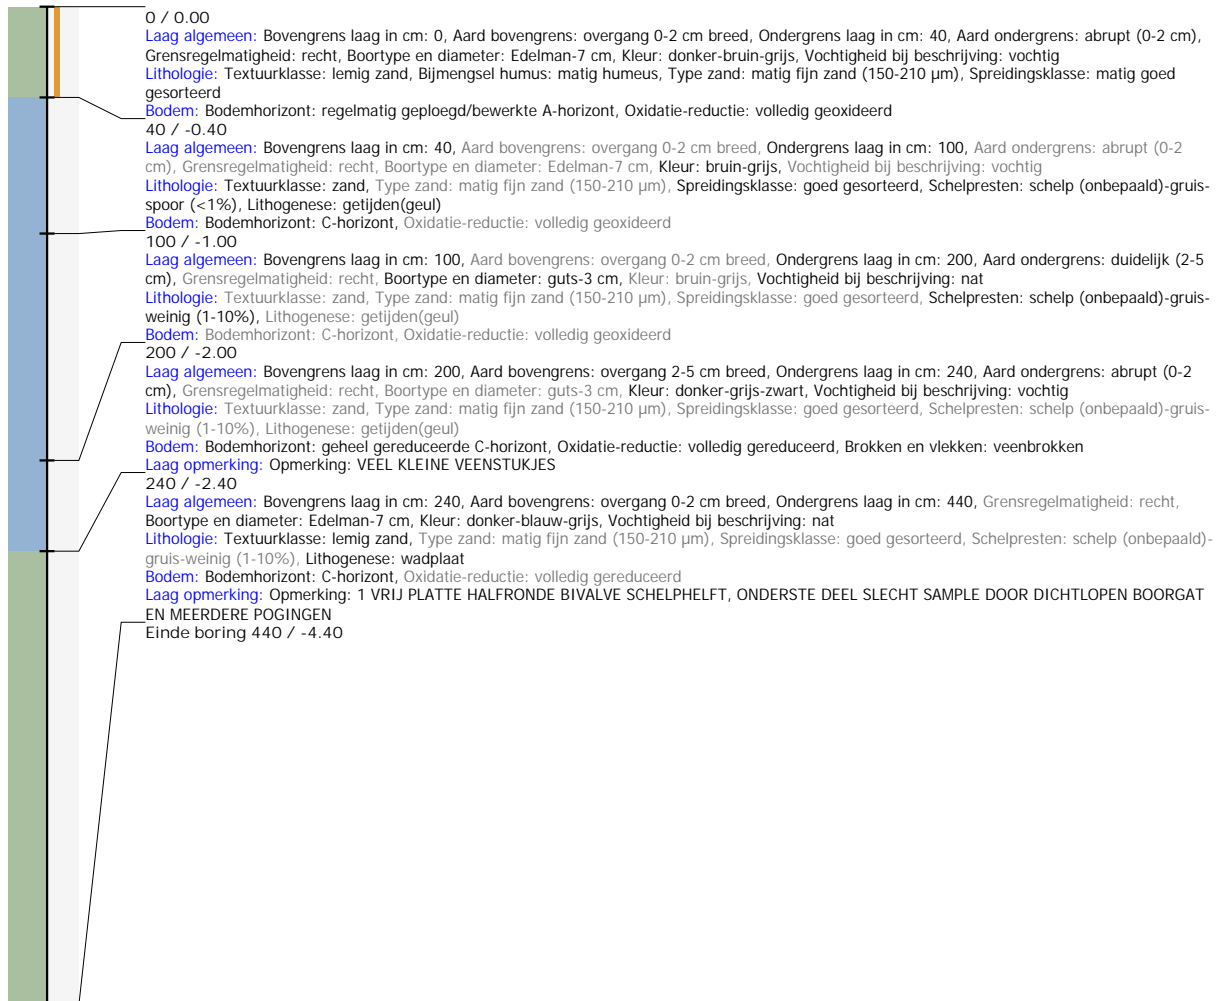 0 / 0.00
Laag algemeen: Bovengrens laag in cm: 0, Aard bovengrens: overgang 0-2 cm breed, Ondergrens laag in cm: 40, Aard ondergrens: abrupt (0-2 cm),
Grensregelmatigheid: recht, Boortype en diameter: Edelman-7 cm, Kleur: donker-bruin-grijs, Vochtigheid bij beschrijving: vochtig
Lithologie: Textuurklasse: lemig zand, Bijmengsel humus: matig humeus, Type zand: matig fijn zand (150-210 µm), Spreidingsklasse: matig goed
gesorteerd
Bodem: Bodemhorizont: regelmatig geploegd/bewerkte A-horizont, Oxidatie-reductie: volledig geoxideerd
40 / -0.40
Laag algemeen: Bovengrens laag in cm: 40, Aard bovengrens: overgang 0-2 cm breed, Ondergrens laag in cm: 100, Aard ondergrens: abrupt (0-2
cm), Grensregelmatigheid: recht, Boortype en diameter: Edelman-7 cm, Kleur: bruin-grijs, Vochtigheid bij beschrijving: vochtig
Lithologie: Textuurklasse: zand, Type zand: matig fijn zand (150-210 µm), Spreidingsklasse: goed gesorteerd, Schelpresten: schelp (onbepaald)-gruis-
spoor (<1%), Lithogenese: getijden(geul)
Bodem: Bodemhorizont: C-horizont, Oxidatie-reductie: volledig geoxideerd
100 / -1.00
Laag algemeen: Bovengrens laag in cm: 100, Aard bovengrens: overgang 0-2 cm breed, Ondergrens laag in cm: 200, Aard ondergrens: duidelijk (2-5
cm), Grensregelmatigheid: recht, Boortype en diameter: guts-3 cm, Kleur: bruin-grijs, Vochtigheid bij beschrijving: nat
Lithologie: Textuurklasse: zand, Type zand: matig fijn zand (150-210 µm), Spreidingsklasse: goed gesorteerd, Schelpresten: schelp (onbepaald)-gruis-
weinig (1-10%), Lithogenese: getijden(geul)
Bodem: Bodemhorizont: C-horizont, Oxidatie-reductie: volledig geoxideerd
200 / -2.00
Laag algemeen: Bovengrens laag in cm: 200, Aard bovengrens: overgang 2-5 cm breed, Ondergrens laag in cm: 240, Aard ondergrens: abrupt (0-2
cm), Grensregelmatigheid: recht, Boortype en diameter: guts-3 cm, Kleur: donker-grijs-zwart, Vochtigheid bij beschrijving: vochtig
Lithologie: Textuurklasse: zand, Type zand: matig fijn zand (150-210 µm), Spreidingsklasse: goed gesorteerd, Schelpresten: schelp (onbepaald)-gruis-
weinig (1-10%), Lithogenese: getijden(geul)
Bodem: Bodemhorizont: geheel gereduceerde C-horizont, Oxidatie-reductie: volledig gereduceerd, Brokken en vlekken: veenbrokken
Laag opmerking: Opmerking: VEEL KLEINE VEENSTUKJES
240 / -2.40
Laag algemeen: Bovengrens laag in cm: 240, Aard bovengrens: overgang 0-2 cm breed, Ondergrens laag in cm: 440, Grensregelmatigheid: recht,
Boortype en diameter: Edelman-7 cm, Kleur: donker-blauw-grijs, Vochtigheid bij beschrijving: nat
Lithologie: Textuurklasse: lemig zand, Type zand: matig fijn zand (150-210 µm), Spreidingsklasse: goed gesorteerd, Schelpresten: schelp (onbepaald)-
gruis-weinig (1-10%), Lithogenese: wadplaat
Bodem: Bodemhorizont: C-horizont, Oxidatie-reductie: volledig gereduceerd
Laag opmerking: Opmerking: 1 VRIJ PLATTE HALFRONDE BIVALVE SCHELPHELFT, ONDERSTE DEEL SLECHT SAMPLE DOOR DICHTLOPEN BOORGAT
EN MEERDERE POGINGEN
Einde boring 440 / -4.40